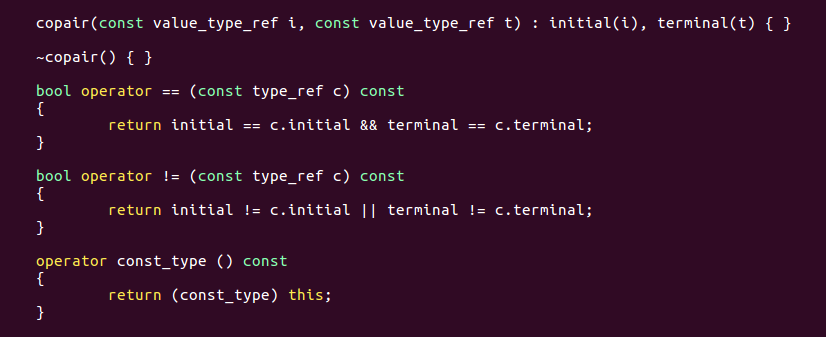 copair(const value_type_ref i, const value_type_ref t) : initial(i), terminal(t) { }
~copair() { }
bool operator == (const type_ref c) const
{
return initial == c.initial && terminal == c.terminal;
}
bool operator != (const type_ref c) const
{
return initial != c.initial || terminal != c.terminal;
}
operator const_type () const
{
return (const_type) this;
}